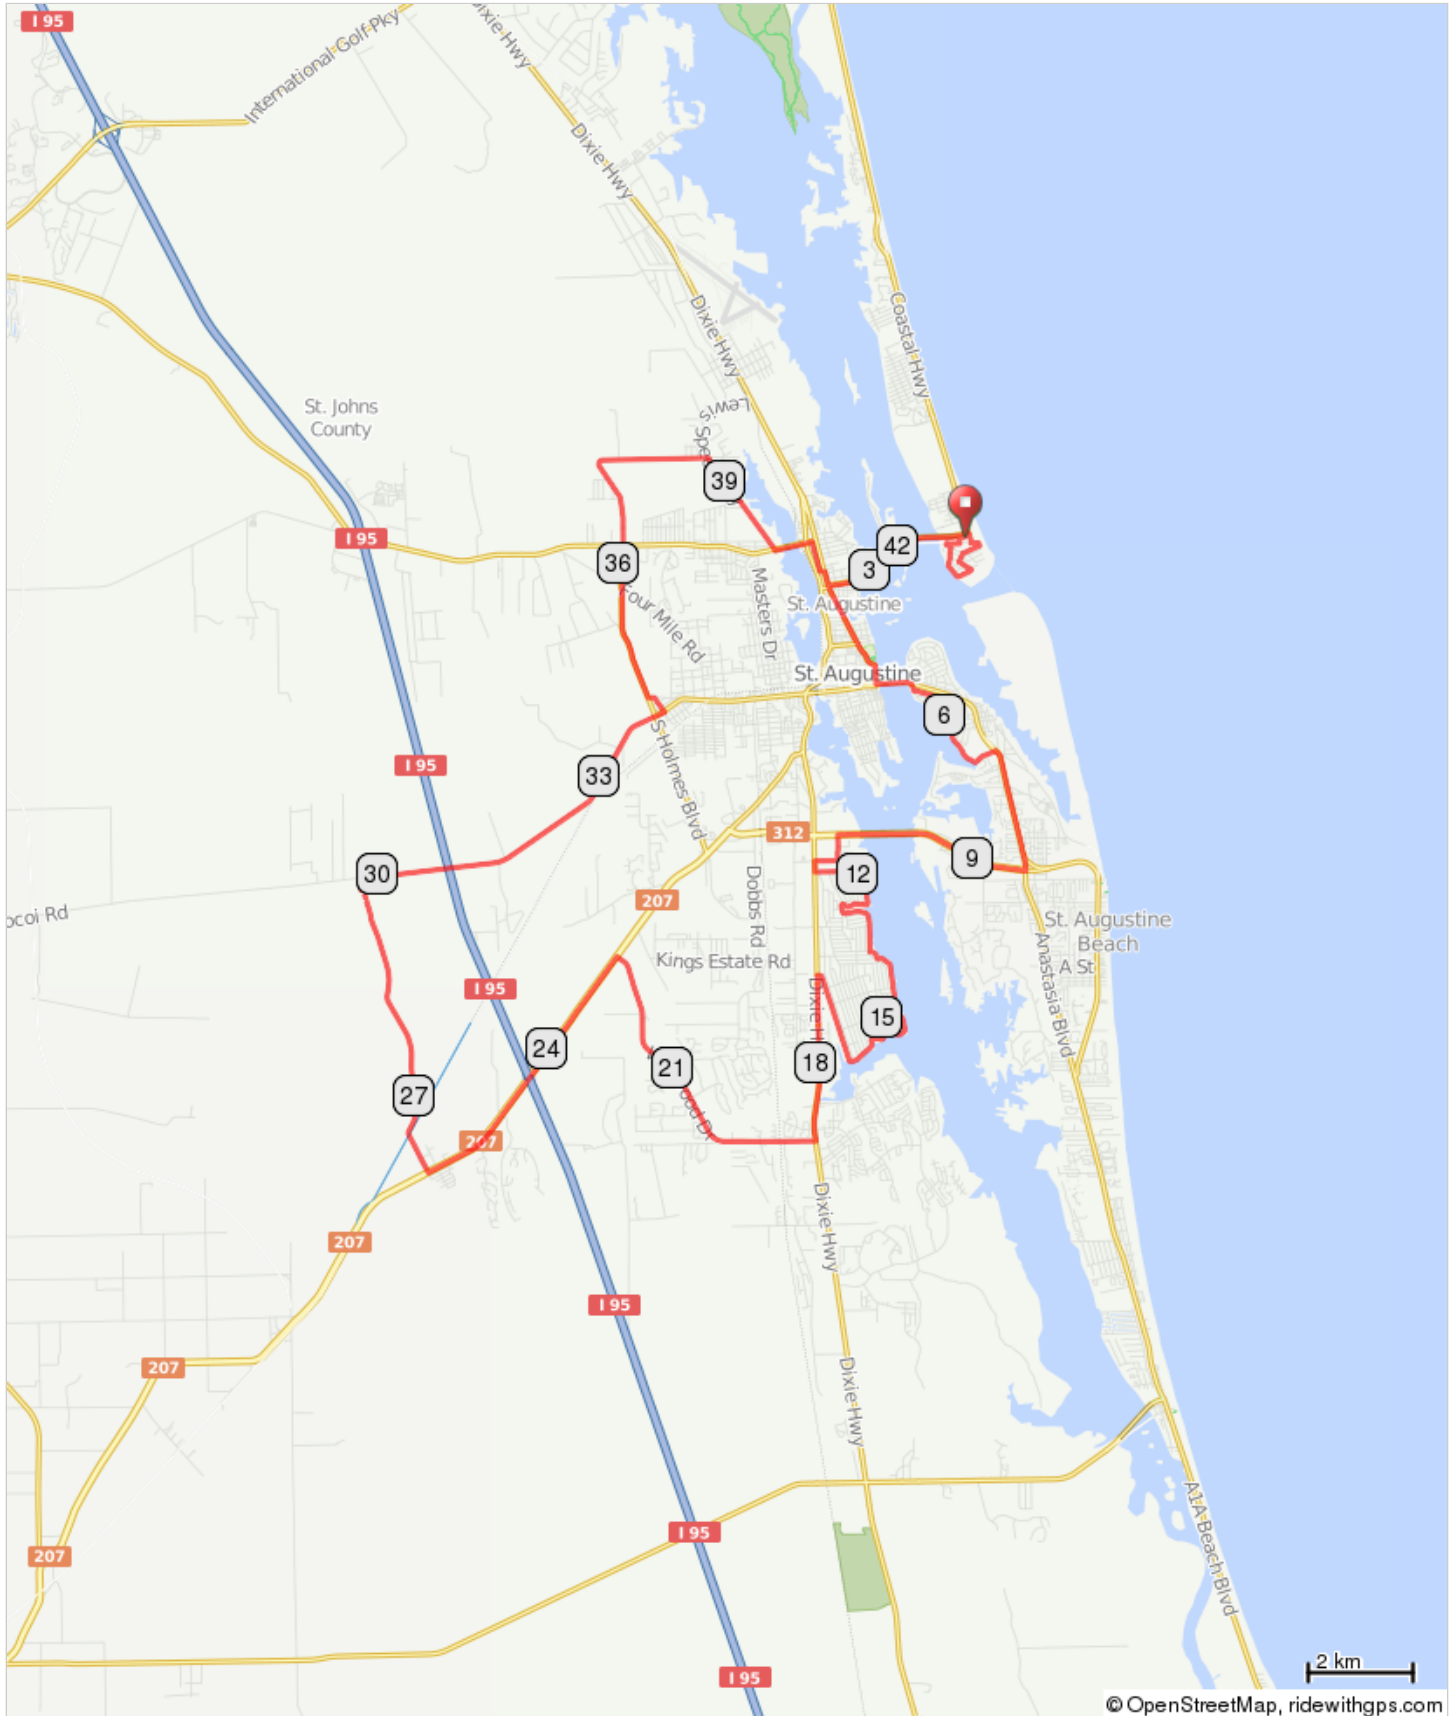 I 95
International Golf Pky
Dixie Hwy
Dixie Hwy
Dixie Hwy
Coastal Hwy
St. Johns
County
Lewis
39
I 95
42
36
3
Masters Dr
St. Augustine
Four Mile Rd
St. Augustine
6
S Holmes Blvd
I 95
33
312
9
30
12
207
Dobbs Rd
St. Augustine
Beach
Kings Estate Rd
A St
Anastasia Blvd
I 95
15
24
18
21
27
207
Dixie Hwy
207
I 95
207
Dixie Hwy
A1A Beach Blvd
I 95
207
2 km
I 95
© OpenStreetMap, ridewithgps.com